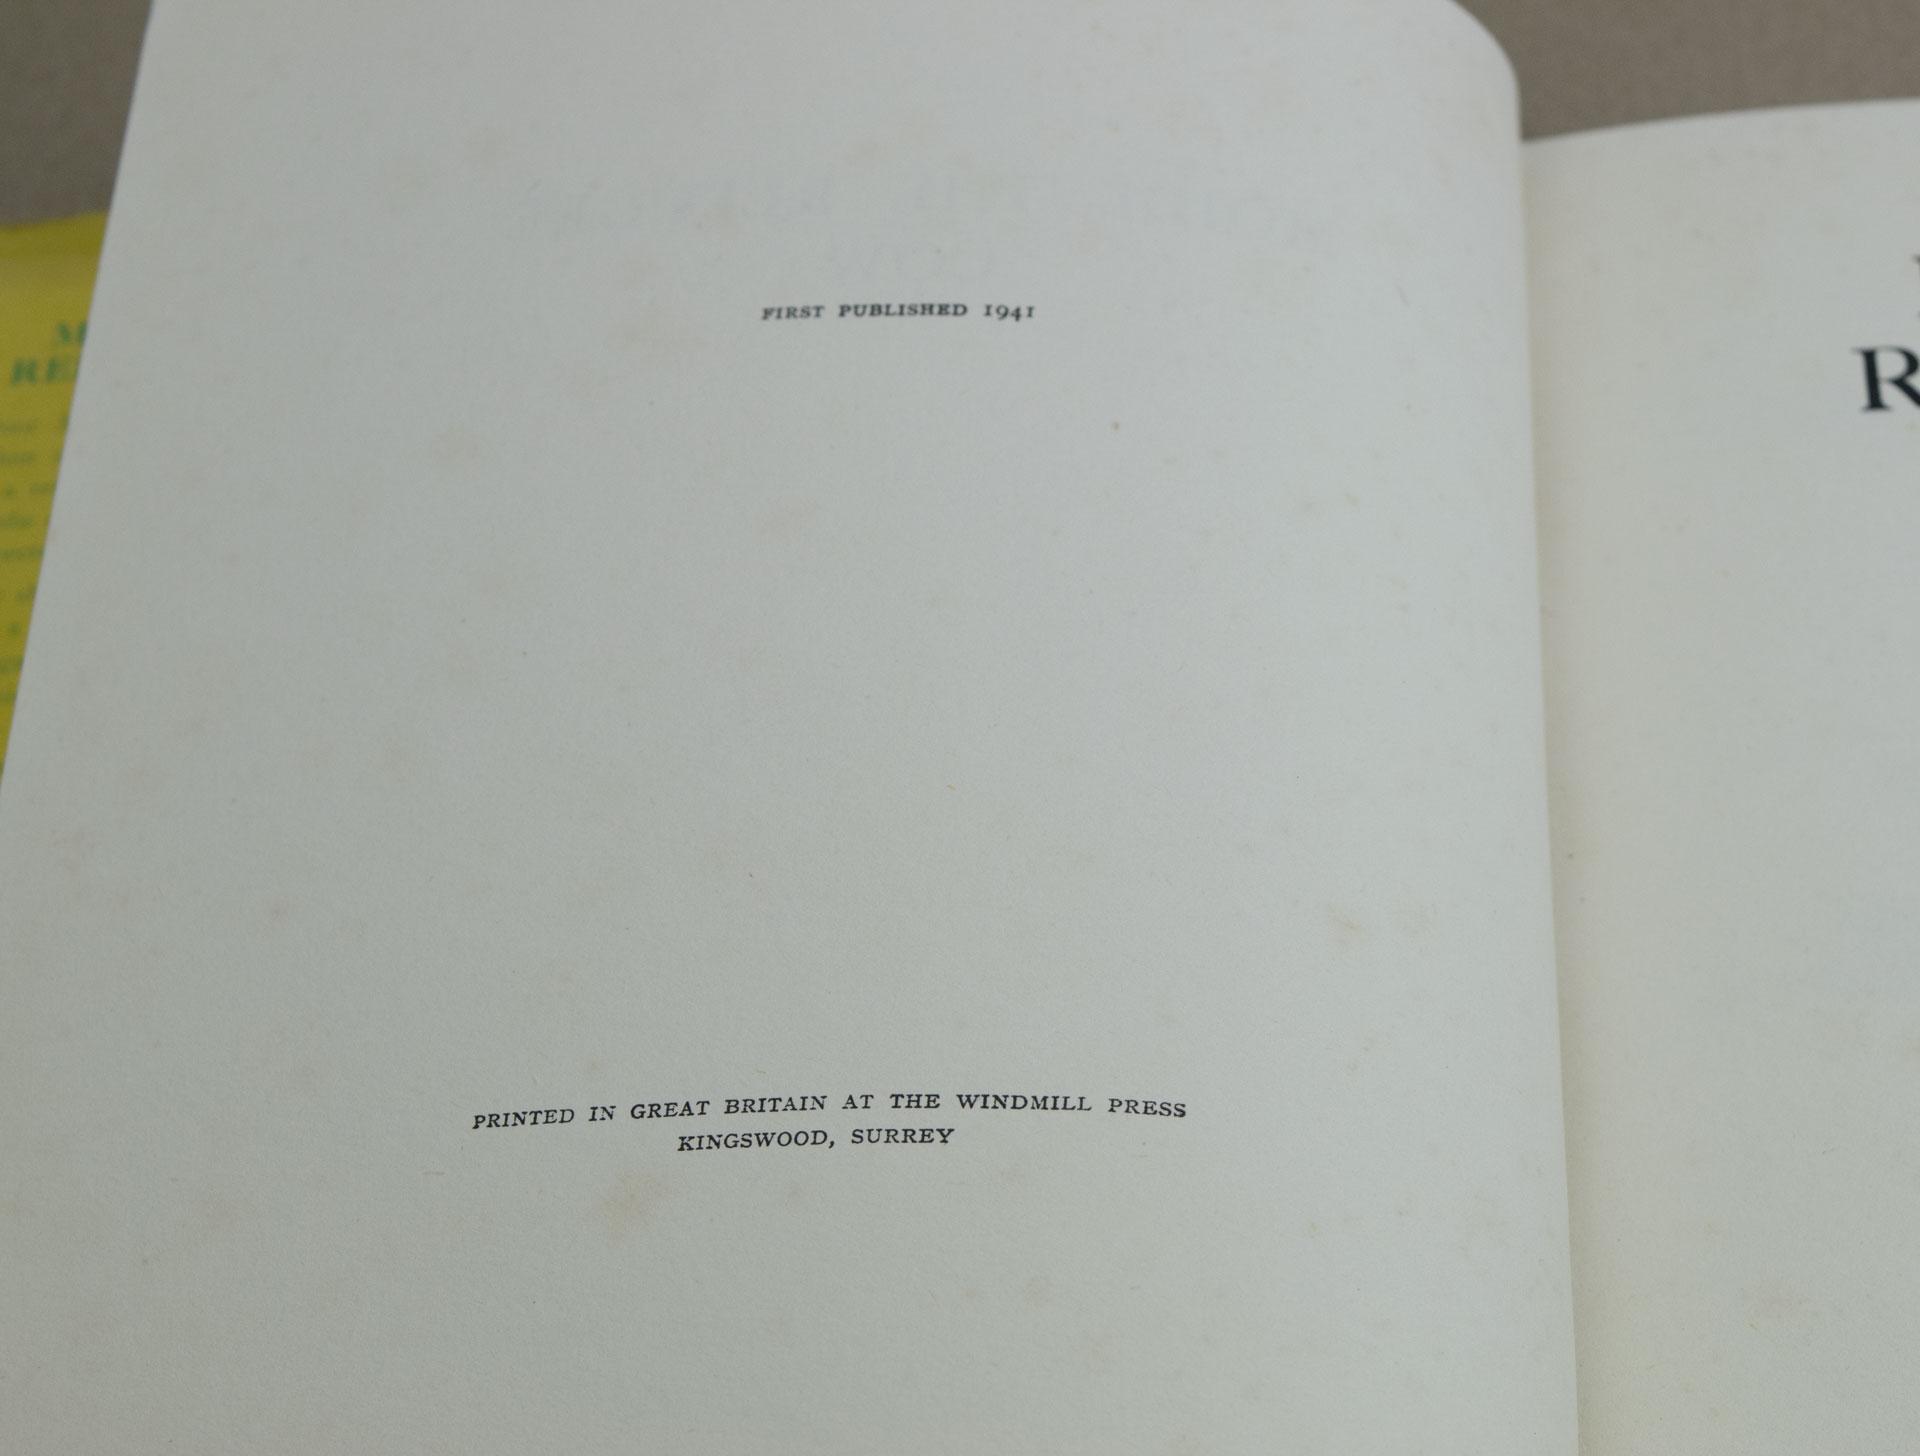 FIRST PUBLISHED 1941
PRINTED IN GREAT BRITAIN AT THE WINDMILL PRESS
KINGSWOOD, SURREY
R